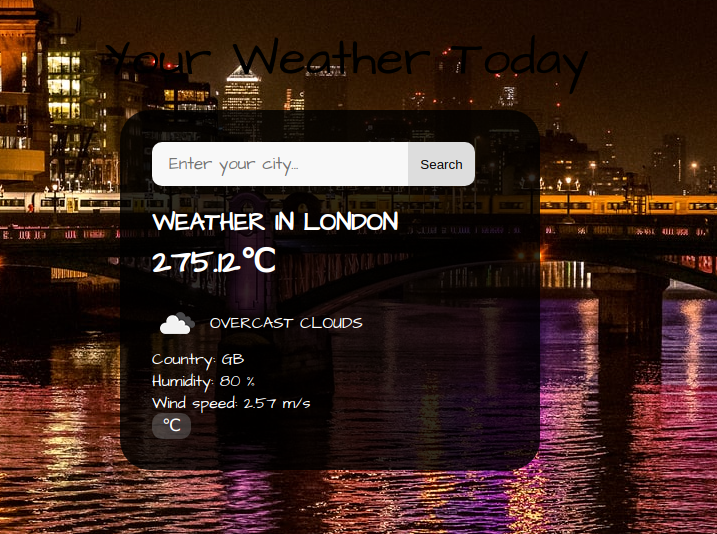 Your Weather Today
Enter your city...
Search
WEATHER IN LONDON
275.12°C
OVERCAST CLOUDS
Country: GB
Humidity: 80 %
Wind speed: 2.57 m/s
°C